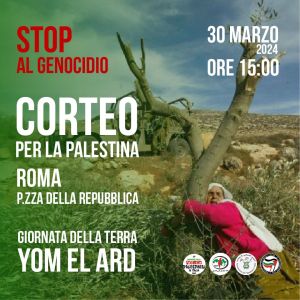 STOP
AL GENOCIDIO
30 MARZO
2024
ORE 15:00
CORTEO
PER LA PALESTINA
ROMA
P.ZZA DELLA REPUBBLICA
GIORNATA DELLA TERRA
YOM EL ARD